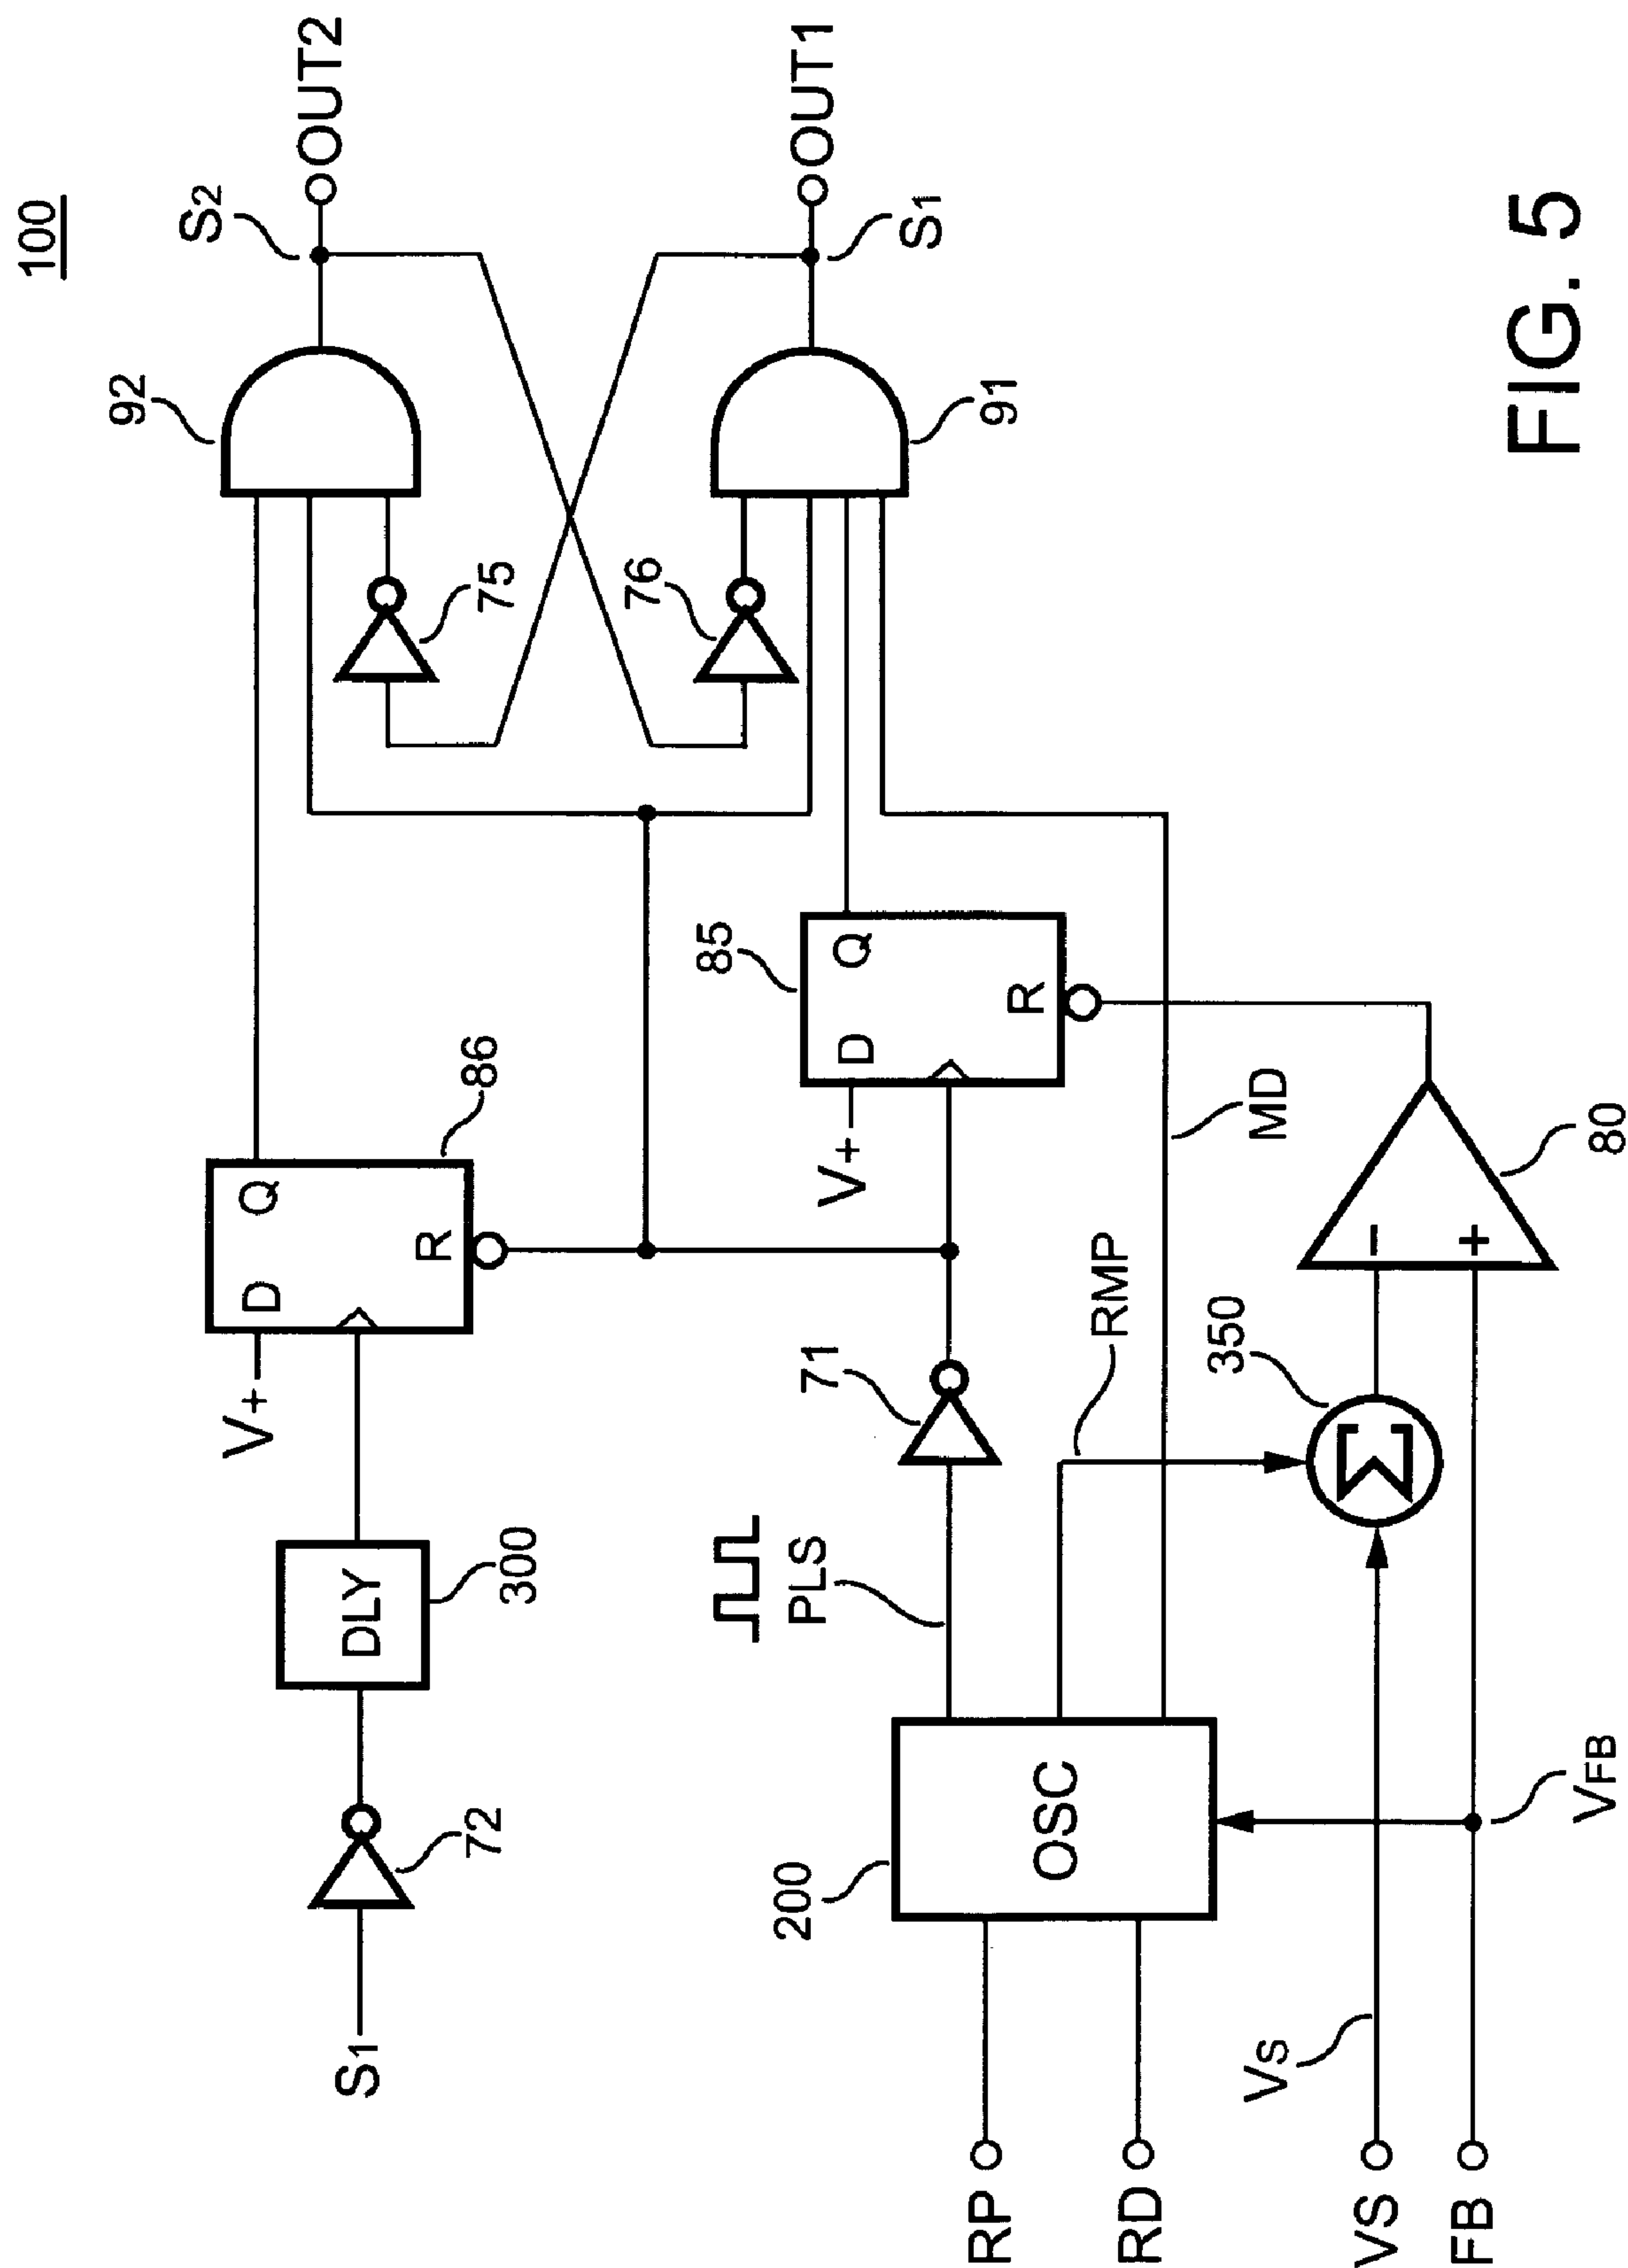 100
S2
OUT2
92
75
76
S1
OUT1
91
86
V+
D
Q
R
DLY
300
72
S1
85
V+
D
Q
R
71
PLS
RMP
MD
350
Σ
80
−
+
200
OSC
RP
RD
VS
VS
FB
VFB
FIG. 5